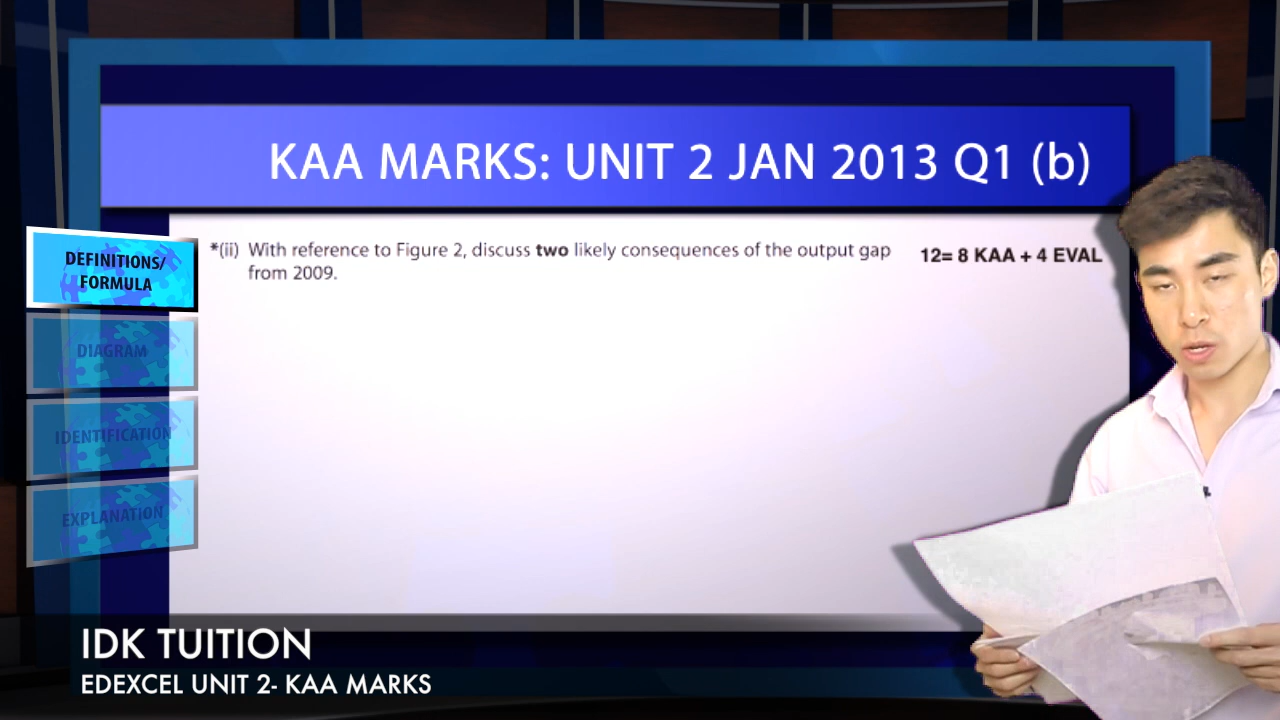 KAA MARKS: UNIT 2 JAN 2013 Q1 (b)
*(ii) With reference to Figure 2, discuss two likely consequences of the output gap
from 2009.
12= 8 KAA + 4 EVAL
DEFINITIONS/
FORMULA
DIAGRAM
IDENTIFICATION
EXPLANATION
IDK TUITION
EDEXCEL UNIT 2- KAA MARKS